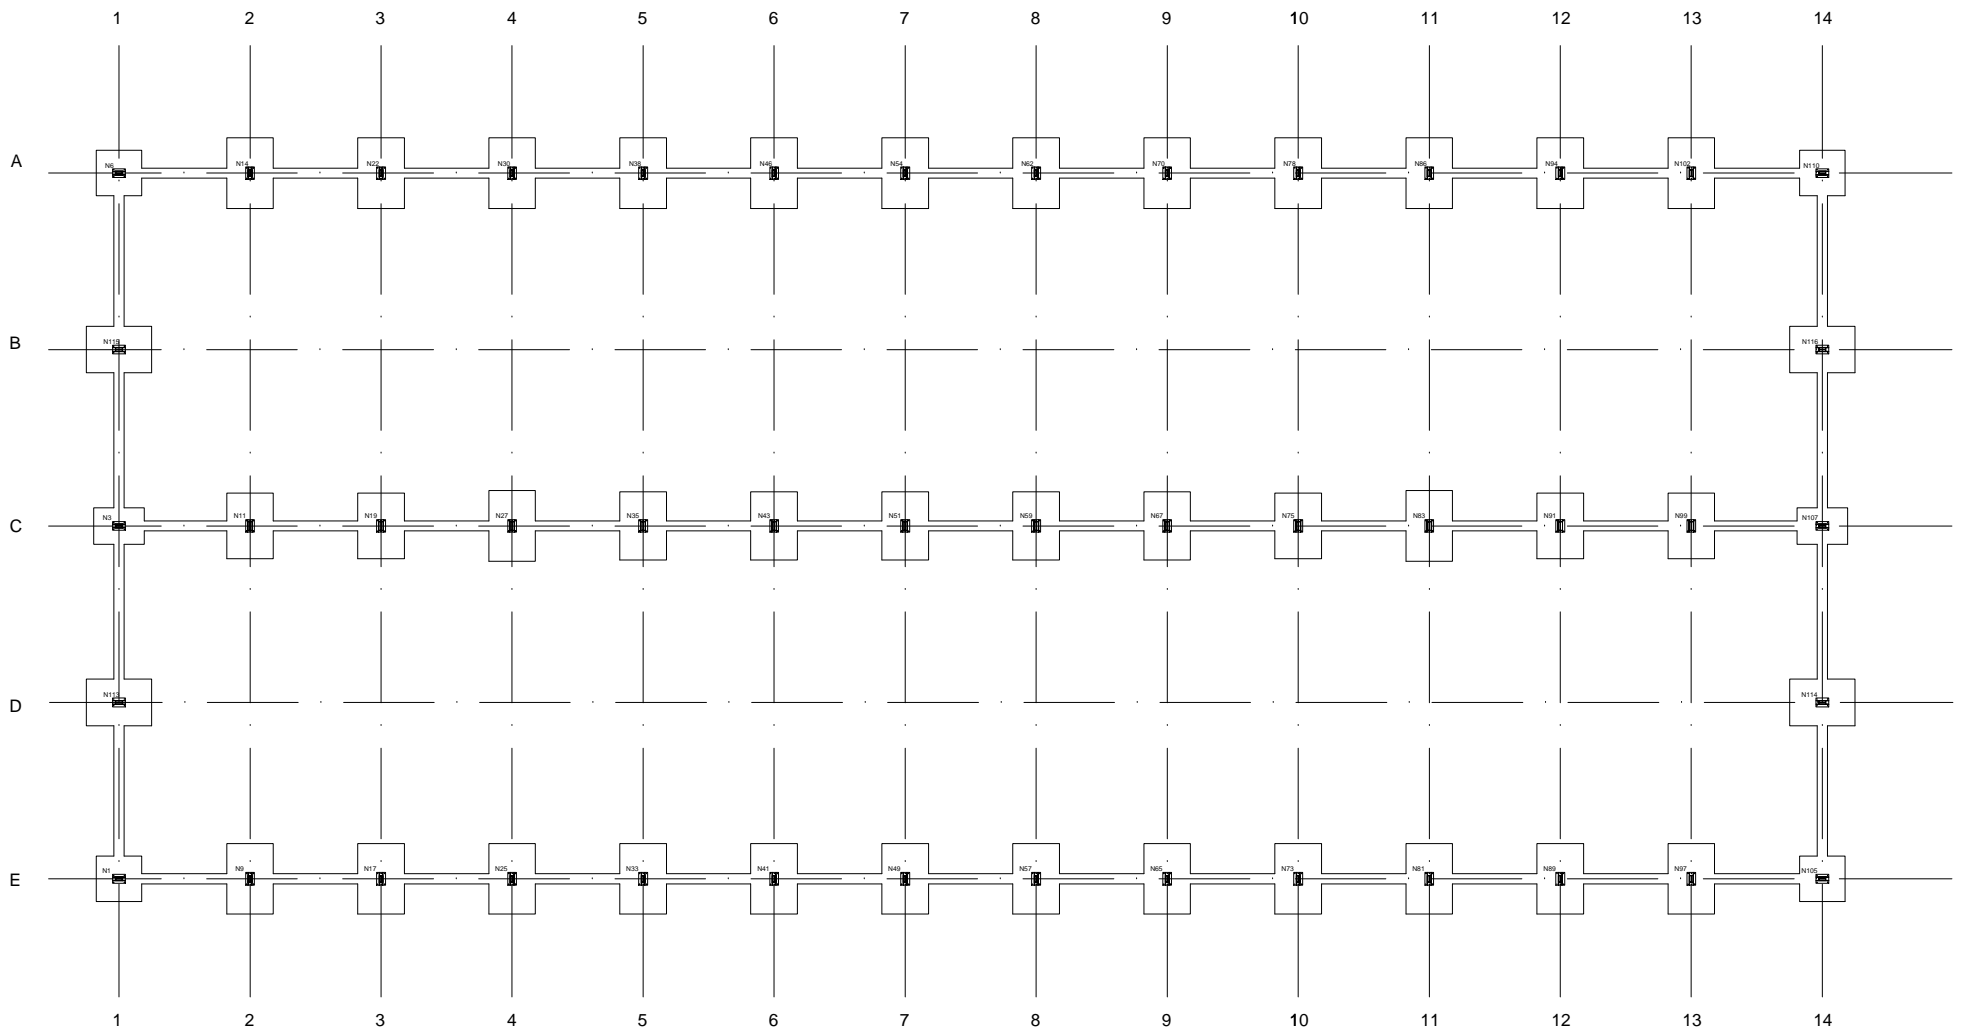 1 2 3 4 5 6 7 8 9 10 11 12 13 14
A N6 N14 N22 N30 N38 N46 N54 N62 N70 N78 N86 N94 N102 N110
B N116
C N3 N11 N19 N27 N35 N43 N51 N59 N67 N75 N83 N91 N99 N107
D N113 N114
E N1 N9 N17 N25 N33 N41 N49 N57 N65 N73 N81 N89 N97 N105
1 2 3 4 5 6 7 8 9 10 11 12 13 14